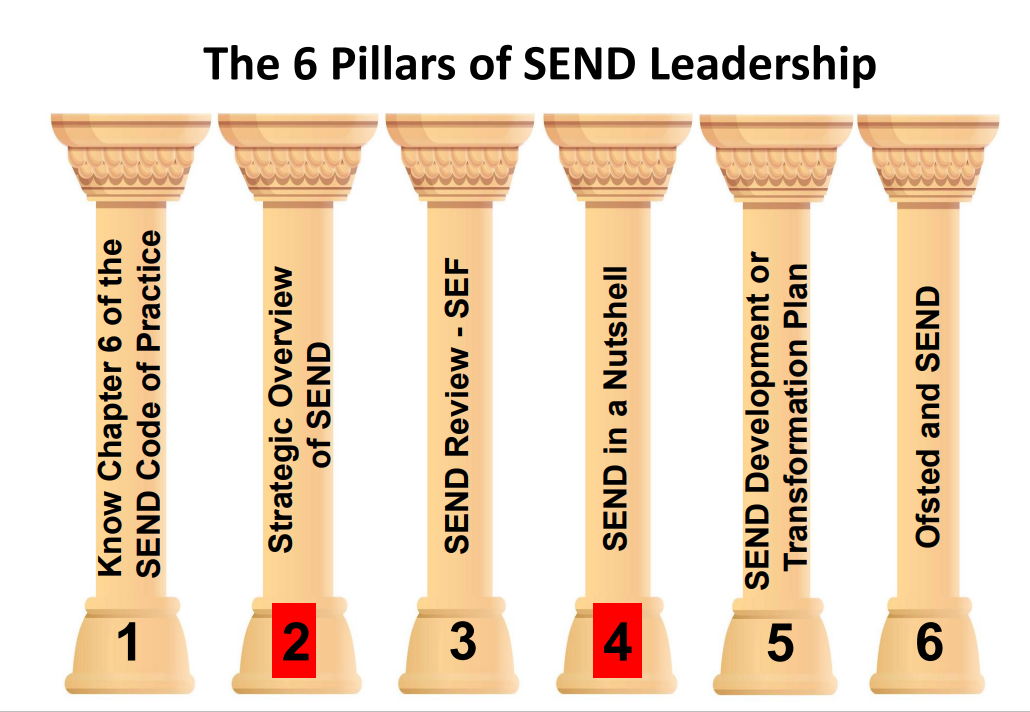 The 6 Pillars of SEND Leadership
Know Chapter 6 of the
SEND Code of Practice
1
Strategic Overview
of SEND
2
SEND Review - SEF
3
SEND in a Nutshell
4
SEND Development or
Transformation Plan
5
Ofsted and SEND
6